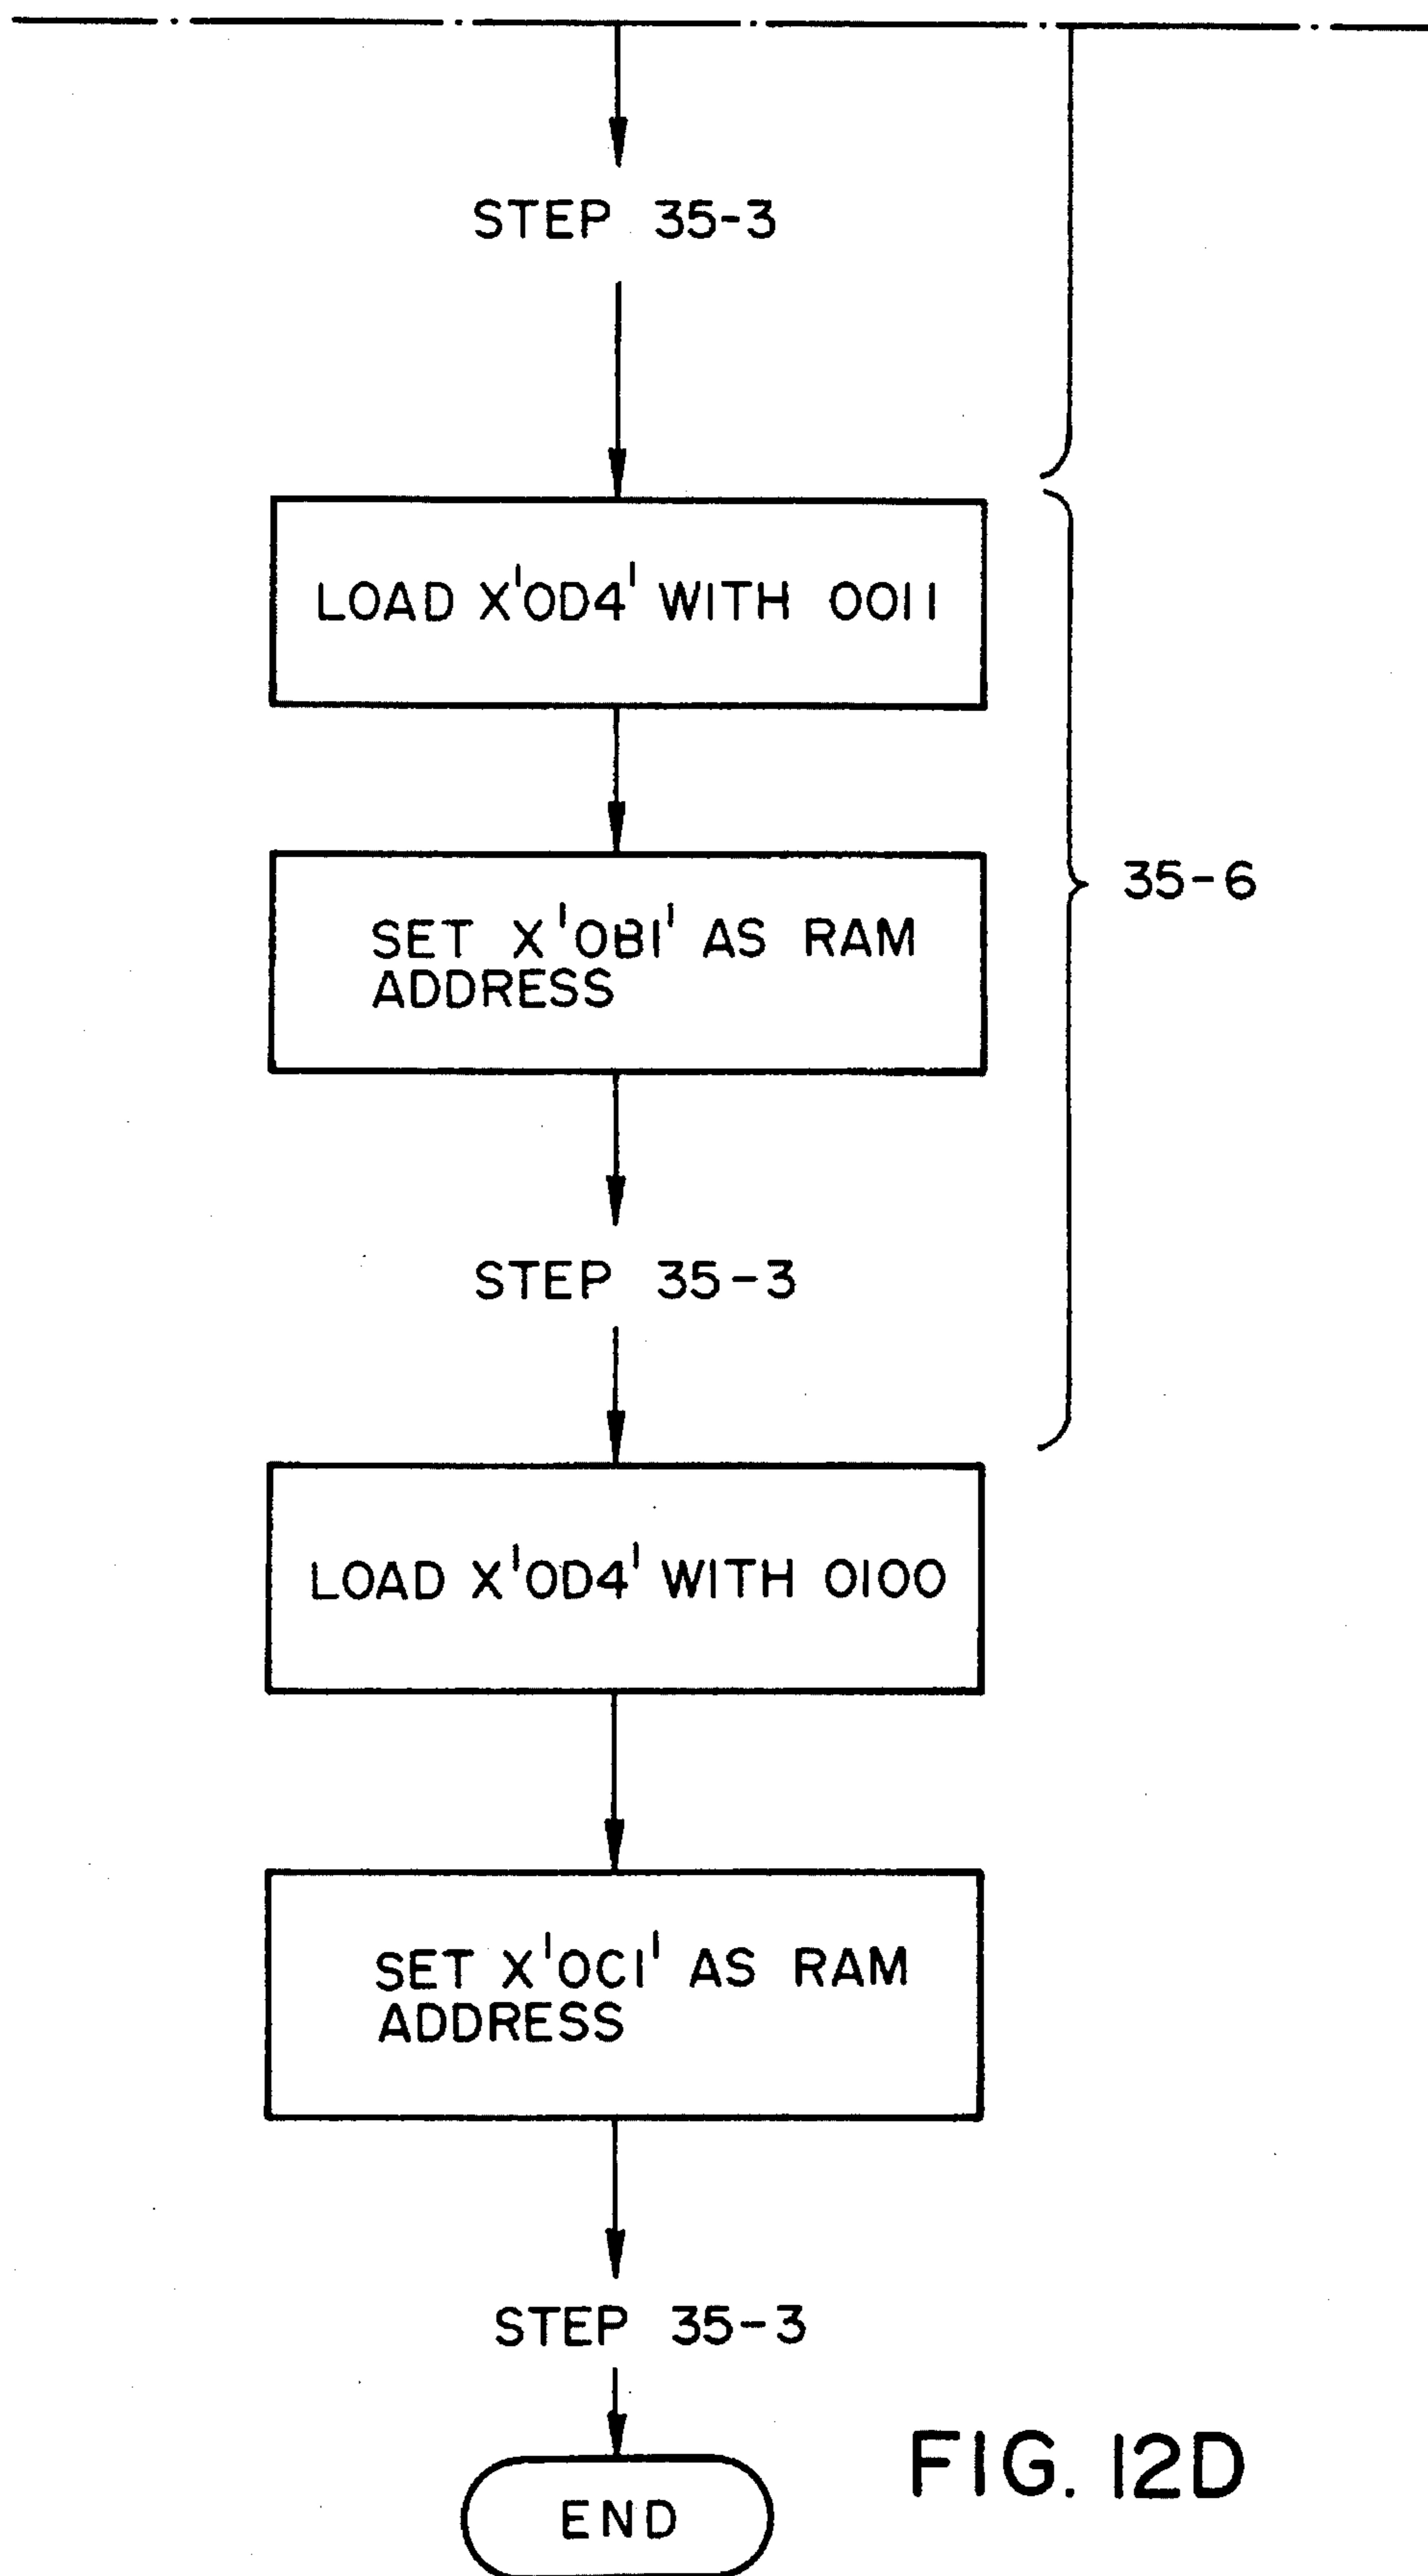 STEP 35-3
LOAD X'0D4' WITH 0011
SET X'0B1' AS RAM
ADDRESS
35-6
STEP 35-3
LOAD X'0D4' WITH 0100
SET X'0C1' AS RAM
ADDRESS
STEP 35-3
END
FIG. 12D